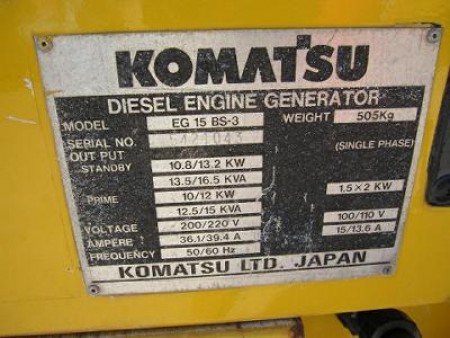 KOMATSU
DIESEL ENGINE GENERATOR
MODEL EG 15 BS-3 WEIGHT 505Kg
SERIAL NO.
OUT PUT (SINGLE PHASE)
STANDBY 10.8/13.2 KW
13.5/16.5 KVA 1.5×2 KW
PRIME 10/12 KW
12.5/15 KVA 100/110 V
VOLTAGE 200/220 V 15/13.6 A
AMPERE 36.1/39.4 A
FREQUENCY 50/60 Hz
KOMATSU LTD. JAPAN